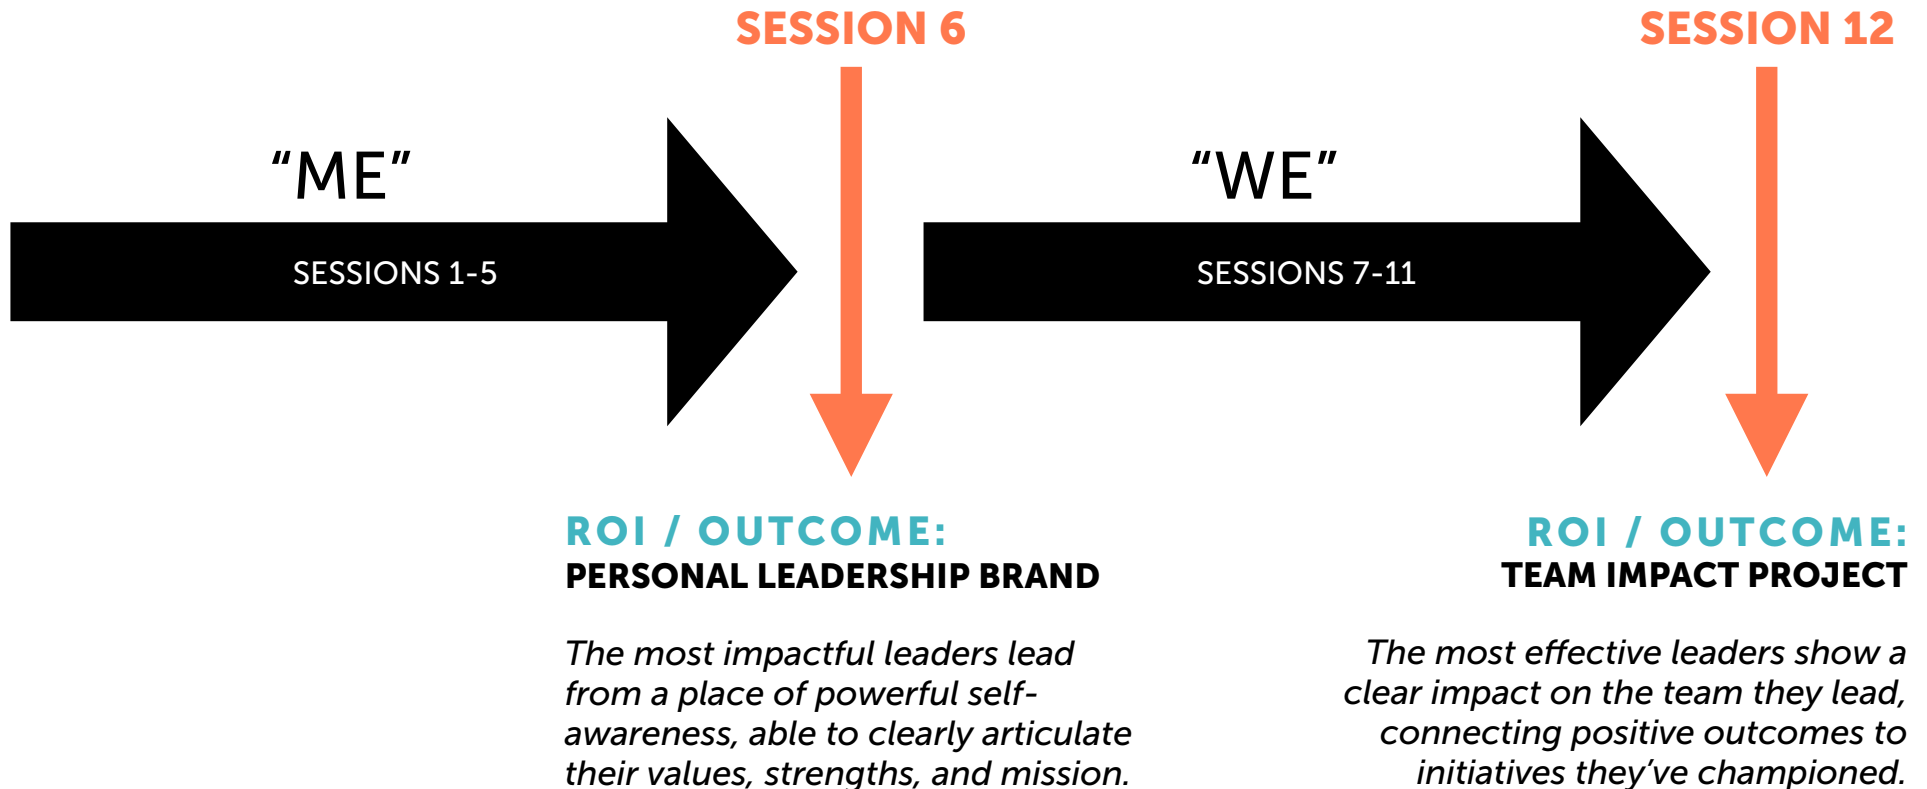 SESSION 6
SESSION 12
“ME”
“WE”
SESSIONS 1-5
SESSIONS 7-11
ROI / OUTCOME:
PERSONAL LEADERSHIP BRAND
The most impactful leaders lead
from a place of powerful self-
awareness, able to clearly articulate
their values, strengths, and mission.
ROI / OUTCOME:
TEAM IMPACT PROJECT
The most effective leaders show a
clear impact on the team they lead,
connecting positive outcomes to
initiatives they’ve championed.